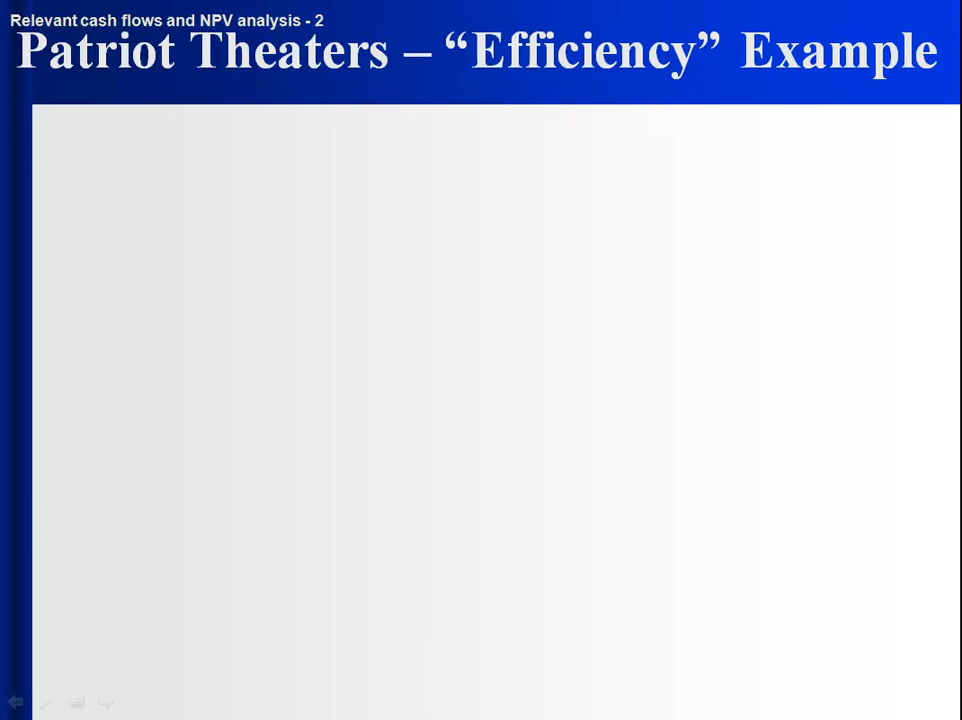 Relevant cash flows and NPV analysis - 2
Patriot Theaters – “Efficiency” Example